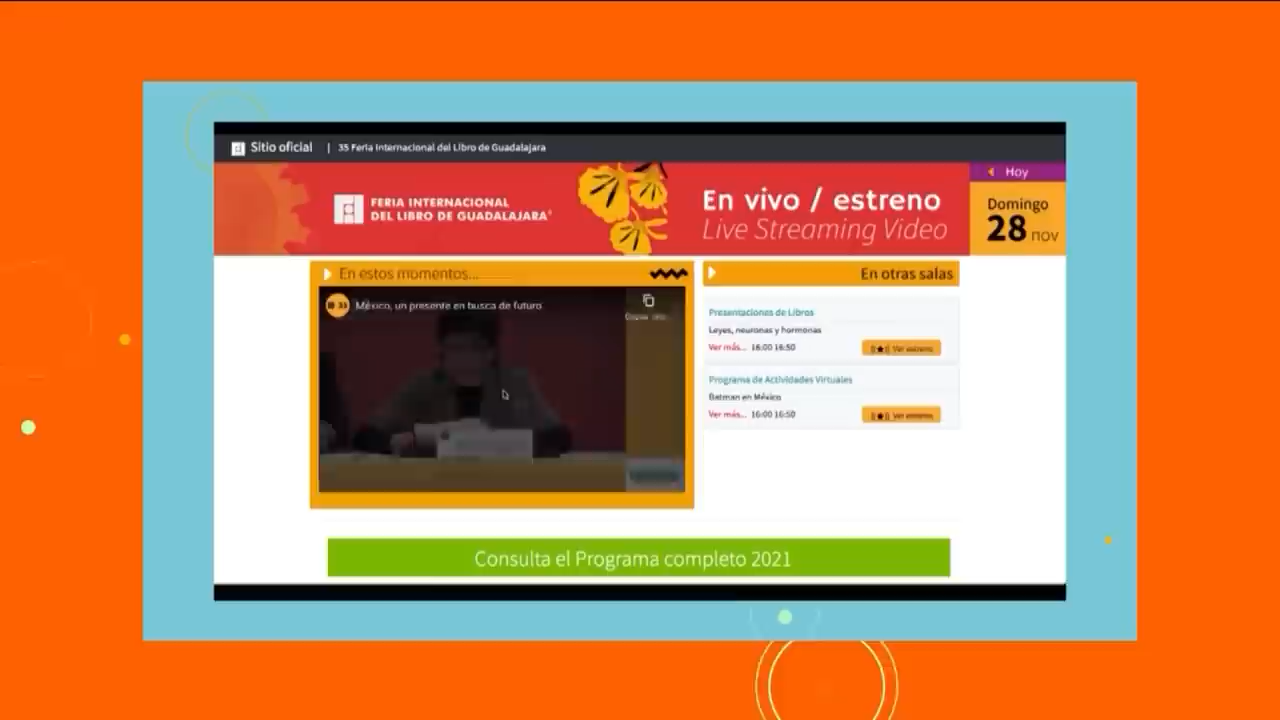 Sitio oficial | 35 Feria Internacional del Libro de Guadalajara
Hoy
FERIA INTERNACIONAL
DEL LIBRO DE GUADALAJARA
En vivo / estreno
Live Streaming Video
Domingo
28 nov
En estos momentos...
En otras salas
México, un presente en busca de futuro
Presentaciones de Libros
Leyes, neuronas y hormonas
Ver más... 16:00 16:50
Ver estreno
Programa de Actividades Virtuales
Batman en México
Ver más... 16:00 16:50
Ver estreno
Consulta el Programa completo 2021